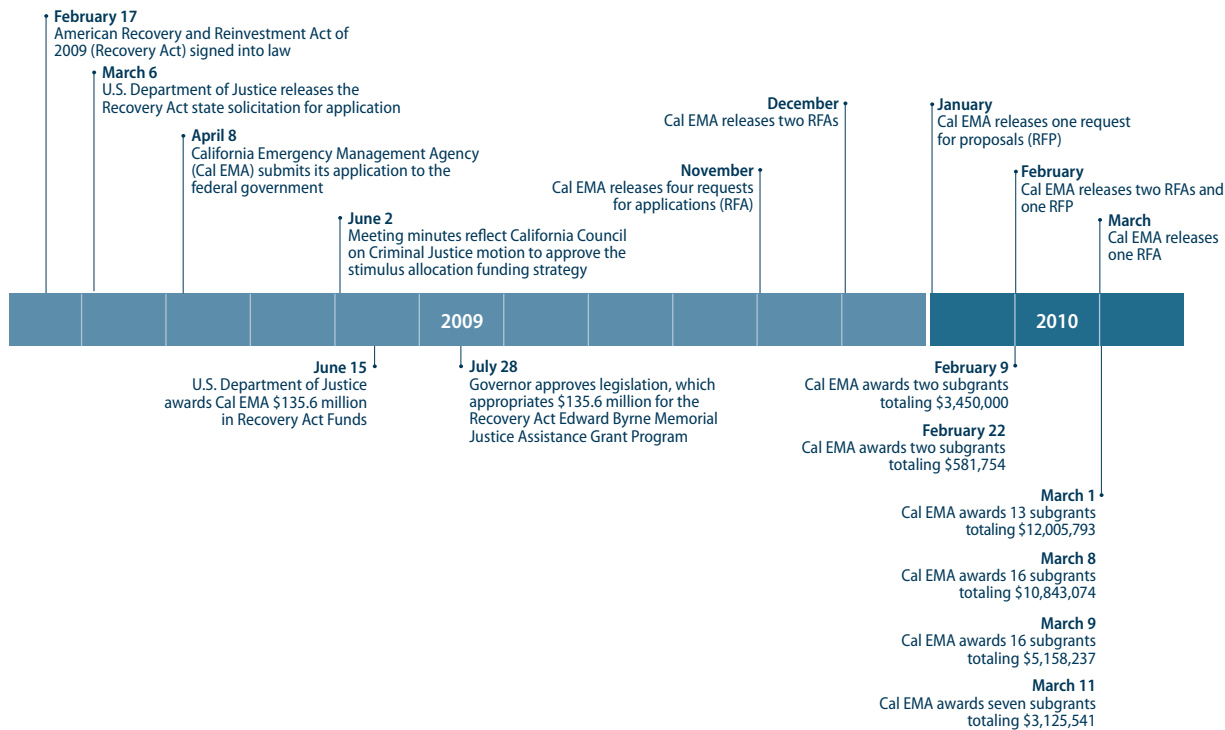 February 17
American Recovery and Reinvestment Act of
2009 (Recovery Act) signed into law
March 6
U.S. Department of Justice releases the
Recovery Act state solicitation for application
April 8
California Emergency Management Agency
(Cal EMA) submits its application to the
federal government
June 2
Meeting minutes reflect California Council
on Criminal Justice motion to approve the
stimulus allocation funding strategy
November
Cal EMA releases four requests
for applications (RFA)
December
Cal EMA releases two RFAs
January
Cal EMA releases one request
for proposals (RFP)
February
Cal EMA releases two RFAs and
one RFP
March
Cal EMA releases
one RFA
2009
2010
June 15
U.S. Department of Justice
awards Cal EMA $135.6 million
in Recovery Act Funds
July 28
Governor approves legislation, which
appropriates $135.6 million for the
Recovery Act Edward Byrne Memorial
Justice Assistance Grant Program
February 9
Cal EMA awards two subgrants
totaling $3,450,000
February 22
Cal EMA awards two subgrants
totaling $581,754
March 1
Cal EMA awards 13 subgrants
totaling $12,005,793
March 8
Cal EMA awards 16 subgrants
totaling $10,843,074
March 9
Cal EMA awards 16 subgrants
totaling $5,158,237
March 11
Cal EMA awards seven subgrants
totaling $3,125,541